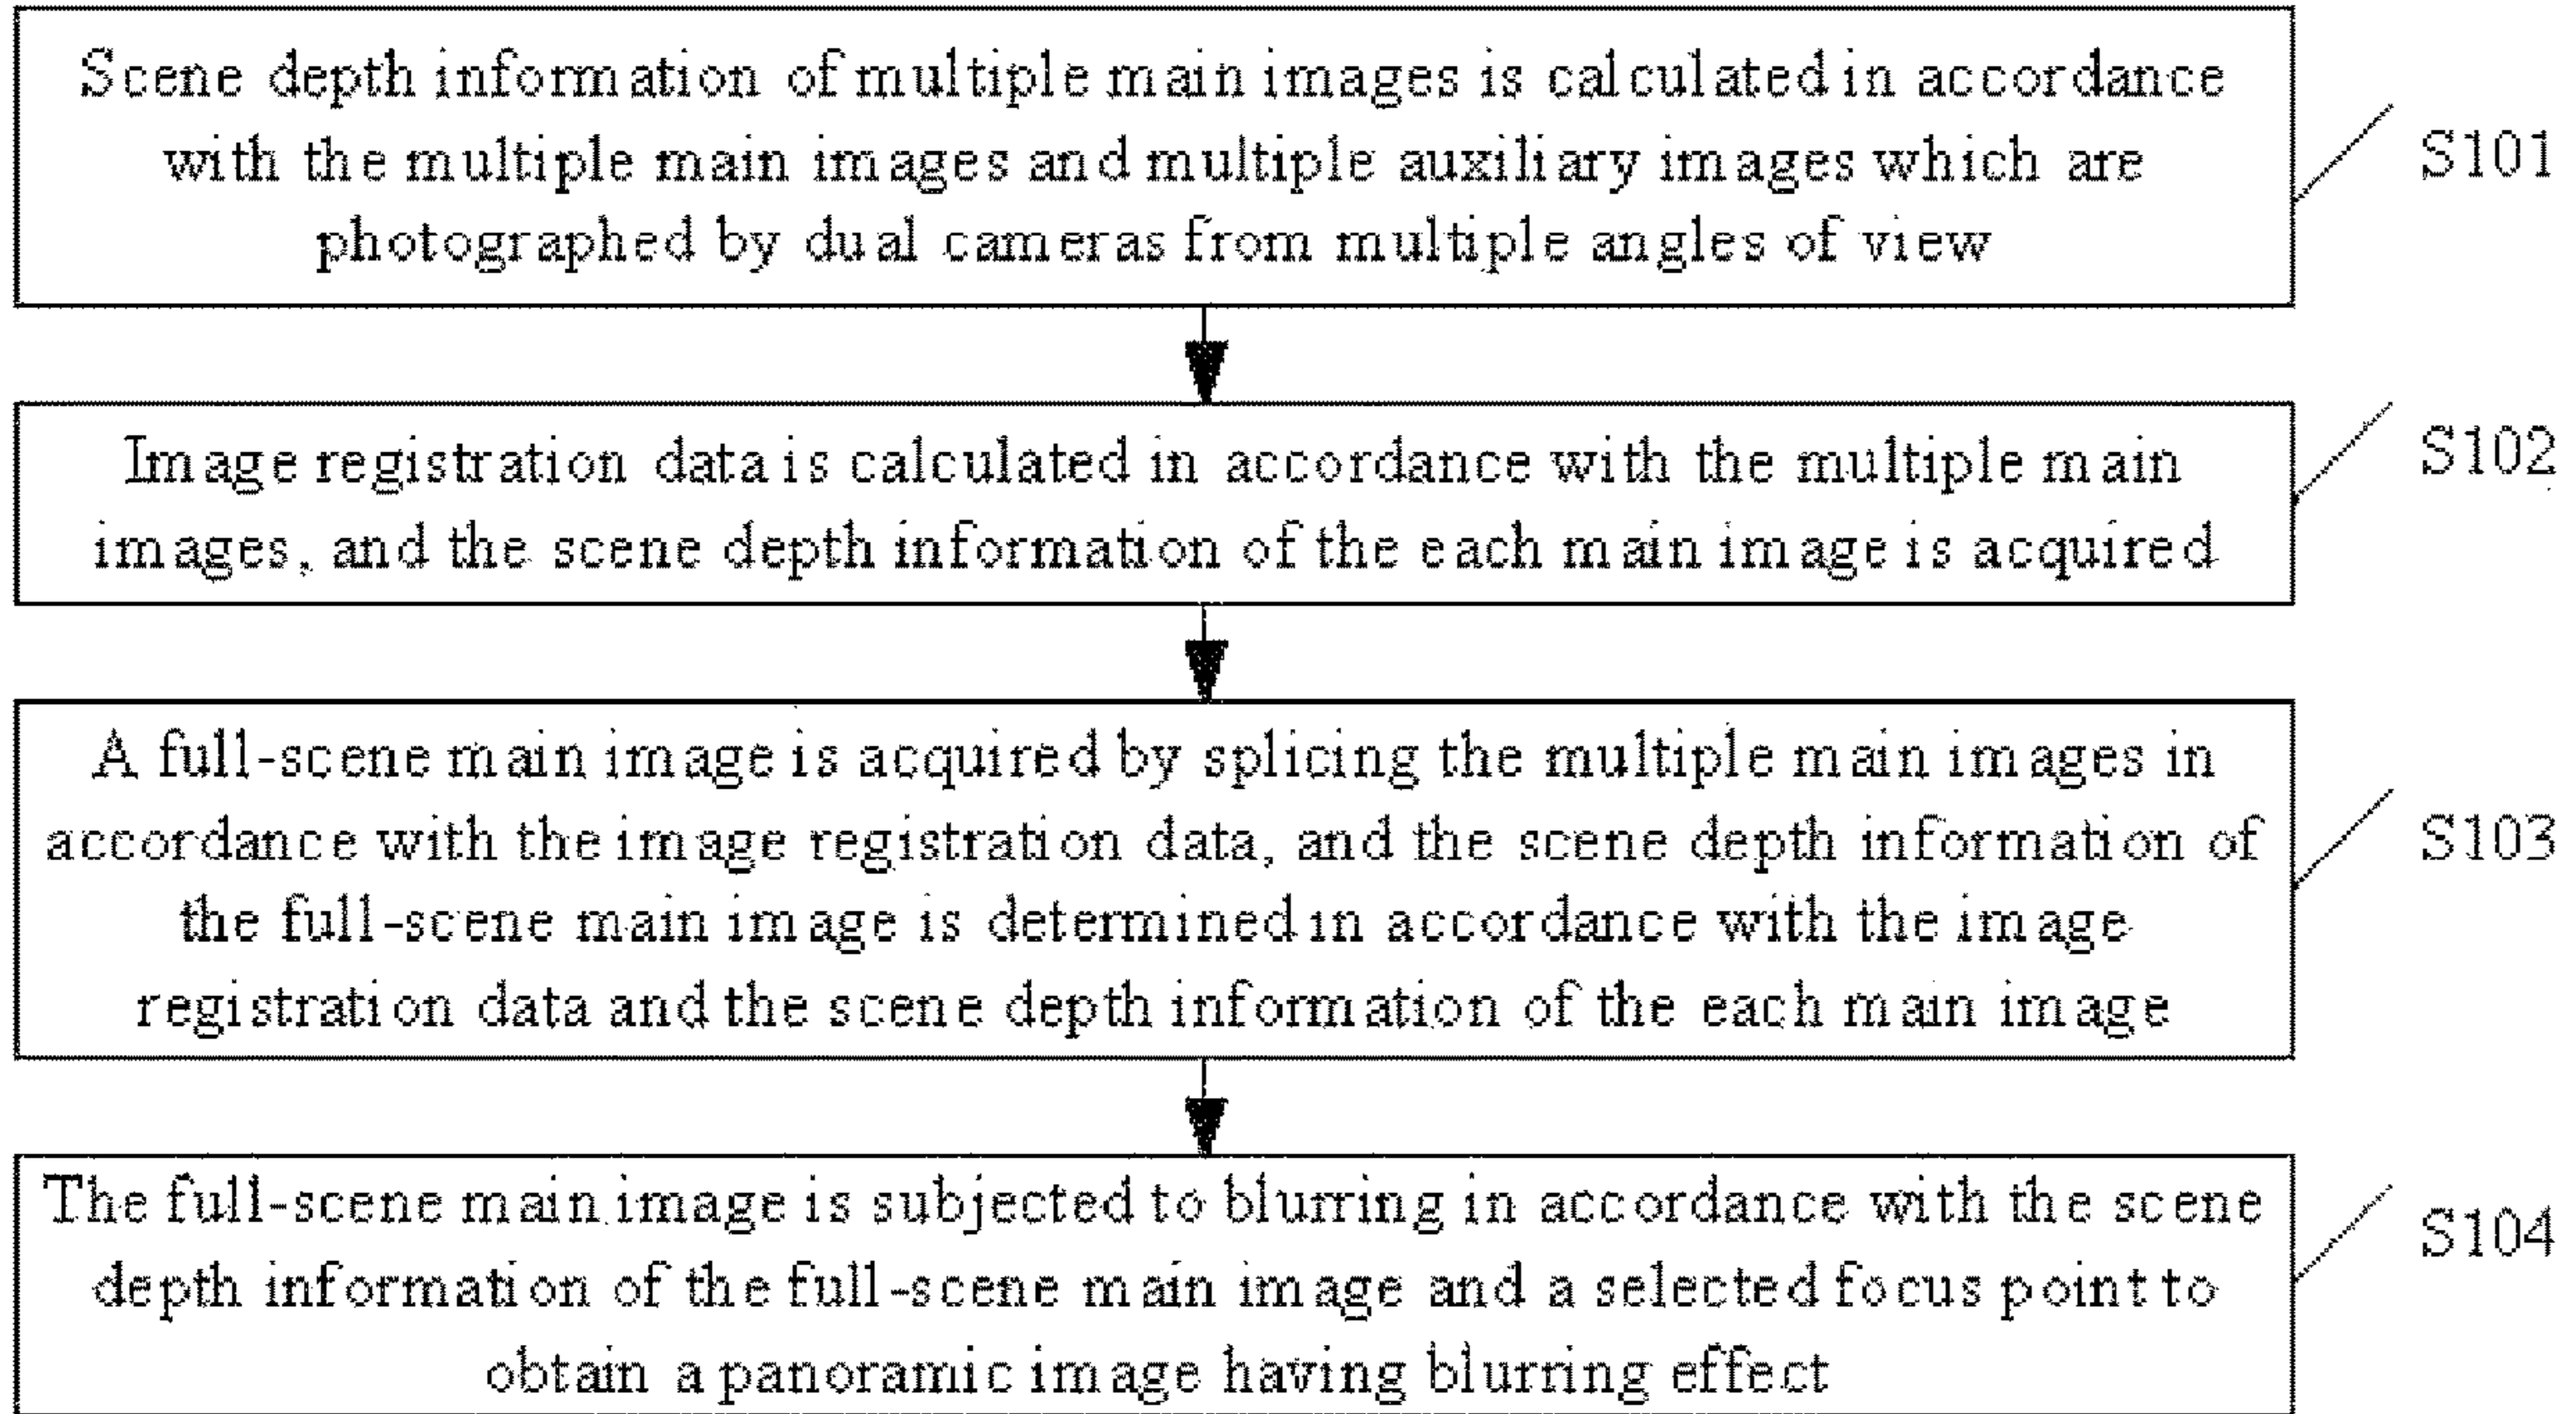 Scene depth information of multiple main images is calculated in accordance
with the multiple main images and multiple auxiliary images which are
photographed by dual cameras from multiple angles of view
S101
Image registration data is calculated in accordance with the multiple main
images, and the scene depth information of the each main image is acquired
S102
A full-scene main image is acquired by splicing the multiple main images in
accordance with the image registration data, and the scene depth information of
the full-scene main image is determined in accordance with the image
registration data and the scene depth information of the each main image
S103
The full-scene main image is subjected to blurring in accordance with the scene
depth information of the full-scene main image and a selected focus point to
obtain a panoramic image having blurring effect
S104